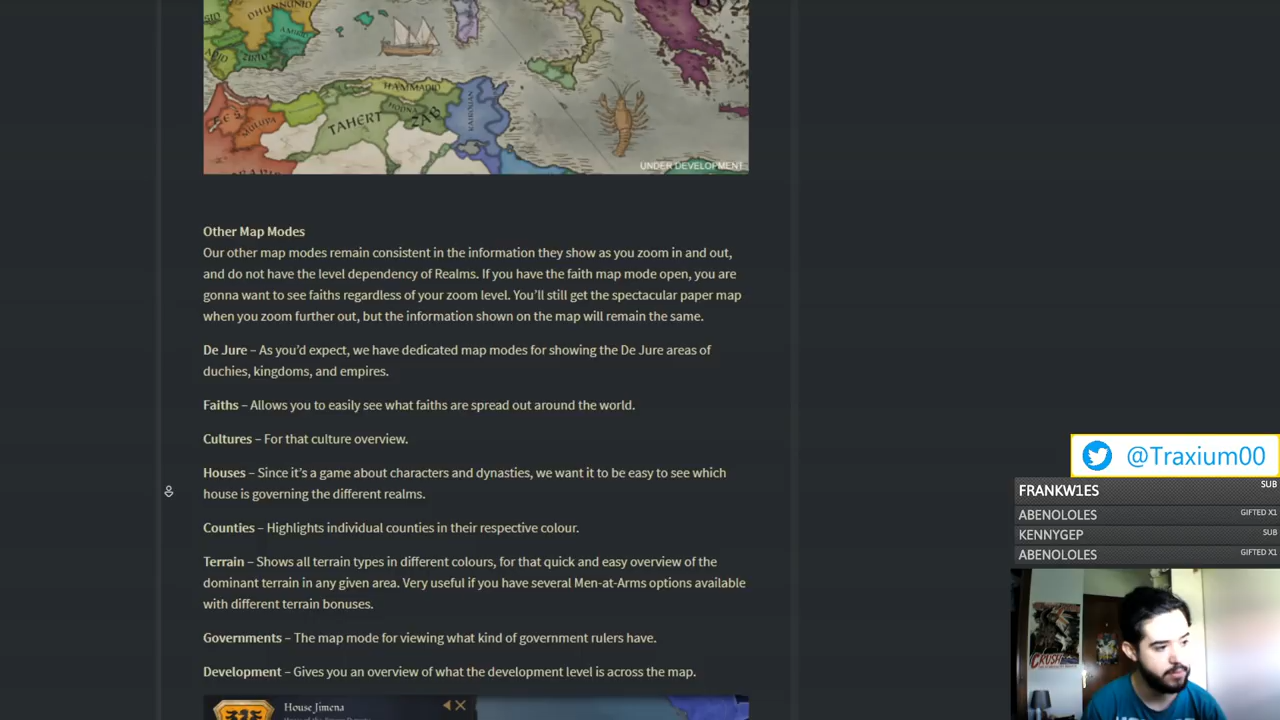 DHUNNUNID
AMIRID
HAMMADID
HODNA
TAHERT
ZAB
KAIROUAN
FES
UNDER DEVELOPMENT
Other Map Modes
Our other map modes remain consistent in the information they show as you zoom in and out,
and do not have the level dependency of Realms. If you have the faith map mode open, you are
gonna want to see faiths regardless of your zoom level. You'll still get the spectacular paper map
when you zoom further out, but the information shown on the map will remain the same.
De Jure – As you'd expect, we have dedicated map modes for showing the De Jure areas of
duchies, kingdoms, and empires.
Faiths – Allows you to easily see what faiths are spread out around the world.
Cultures – For that culture overview.
Houses – Since it's a game about characters and dynasties, we want it to be easy to see which
house is governing the different realms.
Counties – Highlights individual counties in their respective colour.
Terrain – Shows all terrain types in different colours, for that quick and easy overview of the
dominant terrain in any given area. Very useful if you have several Men-at-Arms options available
with different terrain bonuses.
Governments – The map mode for viewing what kind of government rulers have.
Development – Gives you an overview of what the development level is across the map.
House Jimena
@Traxium00
FRANKW1ES SUB
ABENOLOLES GIFTED X1
KENNYGEP SUB
ABENOLOLES GIFTED X1